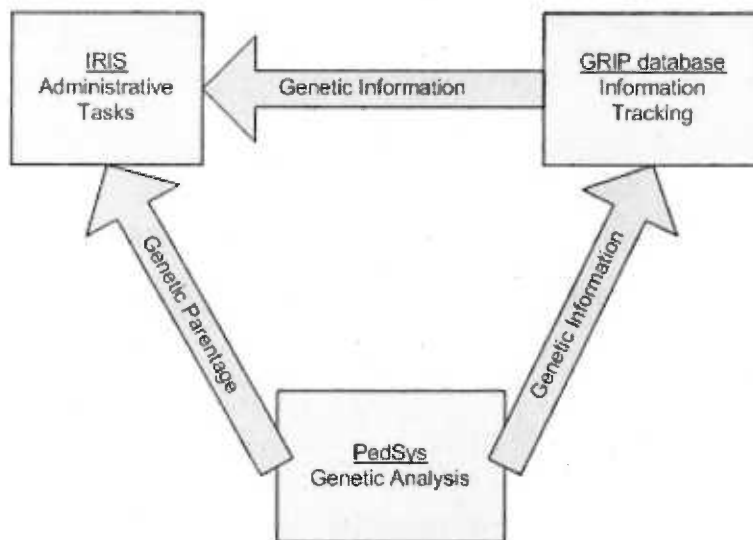 IRIS
Administrative
Tasks
Genetic Information
GRIP database
Information
Tracking
Genetic Parentage
Genetic Information
PedSys
Genetic Analysis